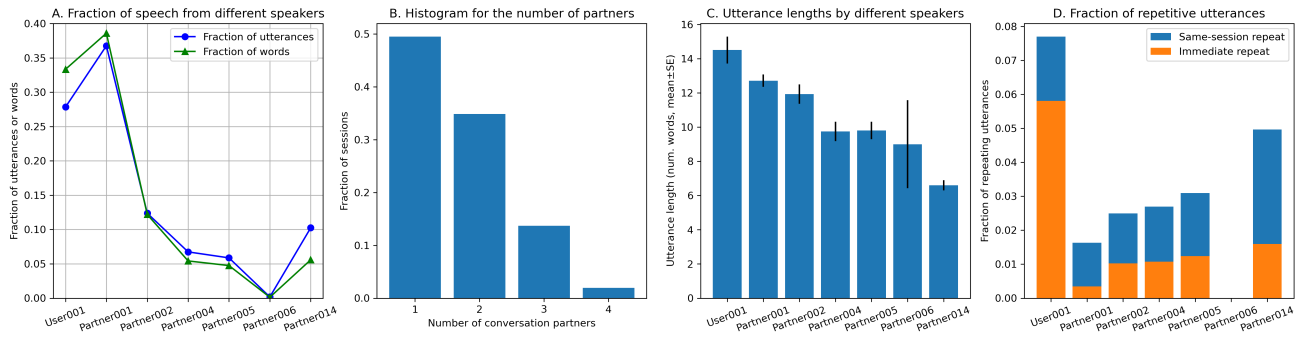 A. Fraction of speech from different speakers
Fraction of utterances or words
0.40
0.35
0.30
0.25
0.20
0.15
0.10
0.05
0.00
Fraction of utterances
Fraction of words
User001
Partner001
Partner002
Partner004
Partner005
Partner006
Partner014
B. Histogram for the number of partners
Fraction of sessions
0.5
0.4
0.3
0.2
0.1
0.0
1
2
3
4
Number of conversation partners
C. Utterance lengths by different speakers
Utterance length (num. words, mean±SE)
16
14
12
10
8
6
4
2
0
User001
Partner001
Partner002
Partner004
Partner005
Partner006
Partner014
D. Fraction of repetitive utterances
Fraction of repeating utterances
0.08
0.07
0.06
0.05
0.04
0.03
0.02
0.01
0.00
Same-session repeat
Immediate repeat
User001
Partner001
Partner002
Partner004
Partner005
Partner006
Partner014